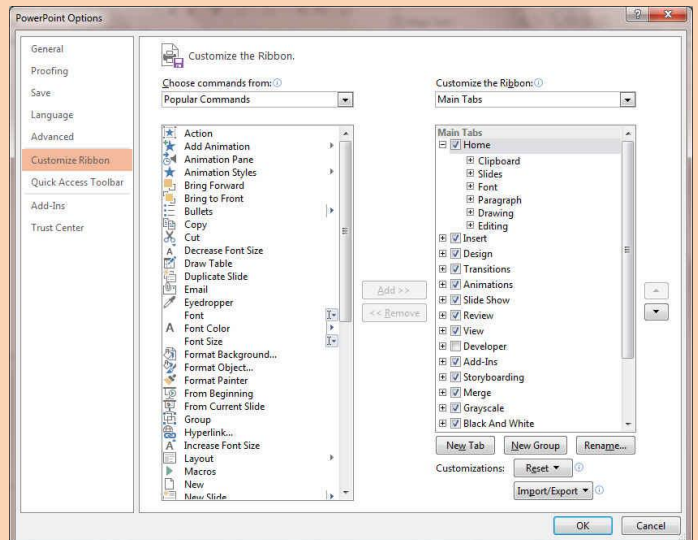 PowerPoint Options
General
Proofing
Save
Language
Advanced
Customize Ribbon
Quick Access Toolbar
Add-Ins
Trust Center
Customize the Ribbon.
Choose commands from:
Popular Commands
Action
Add Animation
Animation Pane
Animation Styles
Bring Forward
Bring to Front
Bullets
Copy
Cut
Decrease Font Size
Draw Table
Duplicate Slide
Email
Eyedropper
Font
Font Color
Font Size
Format Background...
Format Object...
Format Painter
From Beginning
From Current Slide
Group
Hyperlink...
Increase Font Size
Layout
Macros
New
New Slide
Add >>
<< Remove
Customize the Ribbon:
Main Tabs
Main Tabs
Home
Clipboard
Slides
Font
Paragraph
Drawing
Editing
Insert
Design
Transitions
Animations
Slide Show
Review
View
Developer
Add-Ins
Storyboarding
Merge
Grayscale
Black And White
New Tab
New Group
Rename...
Customizations:
Reset
Import/Export
OK
Cancel